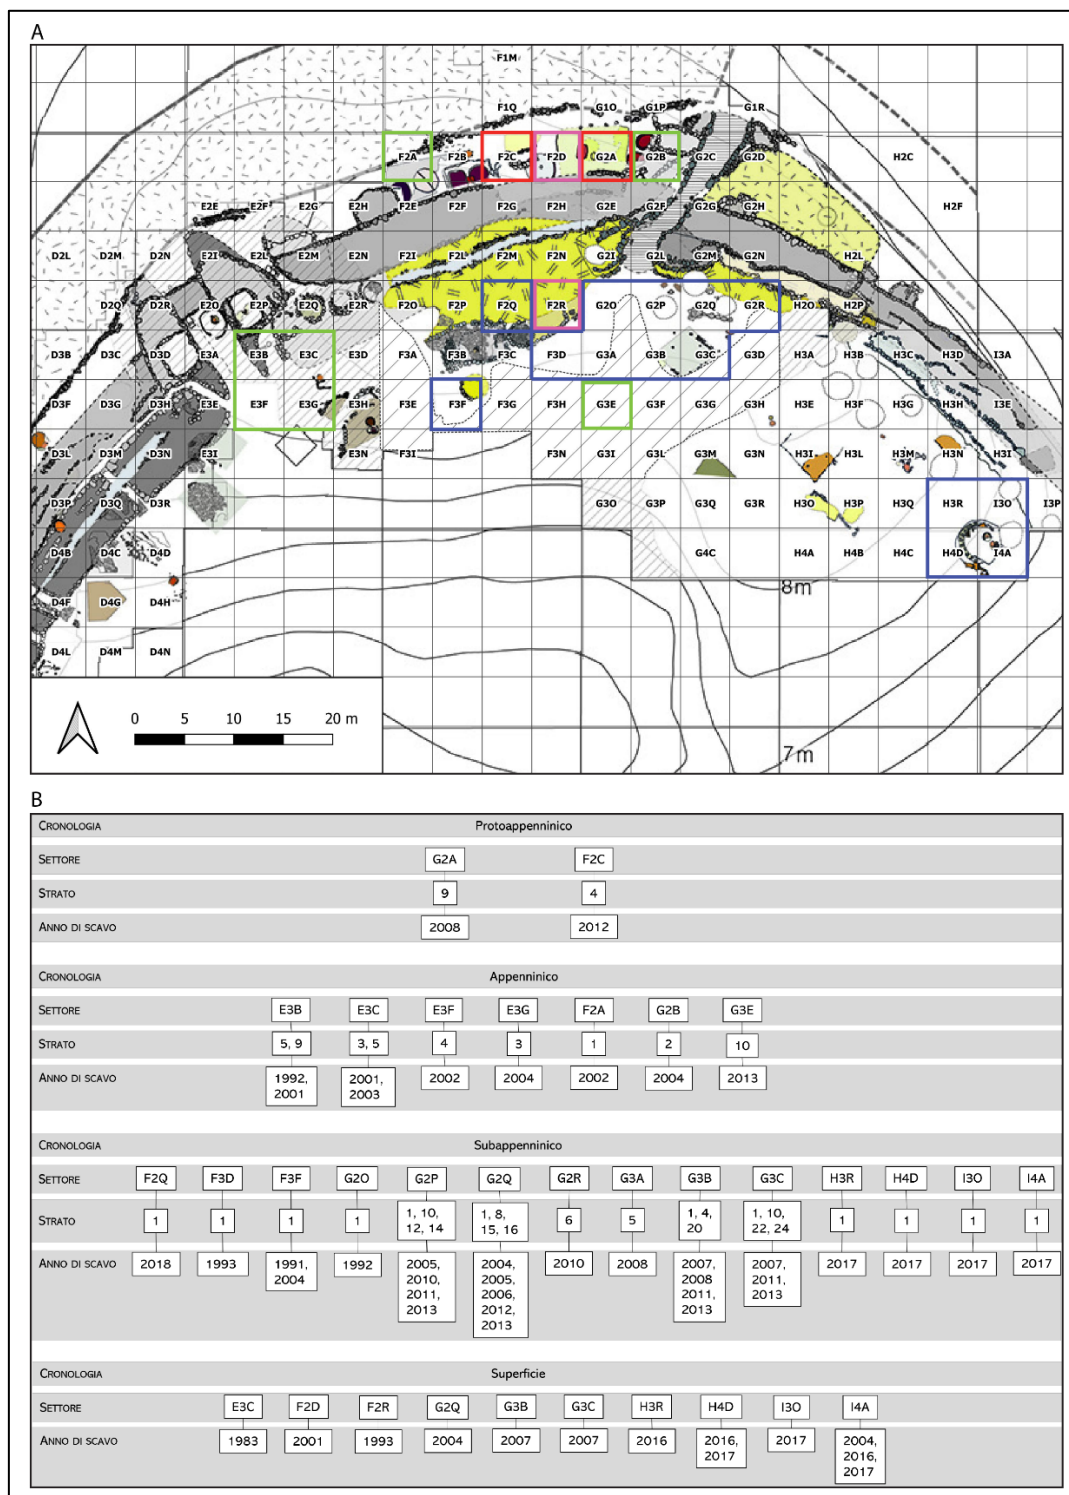 A
F1M
F1Q G1O G1P G1R
F2A F2B F2C F2D G2A G2B G2C G2D H2C
E2E E2F E2G E2H F2E F2F F2G F2H G2E G2F G2G G2H H2F
D2L D2M D2N E2I E2L E2M E2N F2I F2L F2M F2N G2I G2L G2M G2N H2L
D2Q D2R E2O E2P E2Q E2R F2O F2P F2Q F2R G2O G2P G2Q G2R H2O H2P
D3B D3C D3D E3A E3B E3C E3D F3A F3B F3C F3D G3A G3B G3C G3D H3A H3B H3C H3D I3A
D3F D3G D3H E3E E3F E3G E3H F3E F3F F3G F3H G3E G3F G3G G3H H3E H3F H3G H3H I3E
D3L D3M D3N E3I E3N F3I F3N G3I G3L G3M G3N H3I H3L H3M H3N H3I
D3P D3Q D3R G3O G3P G3Q G3R H3O H3P H3Q H3R I3O I3P
D4B D4C D4D G4C H4A H4B H4C H4D I4A
D4F D4G D4H 8m
D4L D4M D4N
0 5 10 15 20 m
7m
B
CRONOLOGIA Protoappenninico
SETTORE G2A F2C
STRATO 9 4
ANNO DI SCAVO 2008 2012
CRONOLOGIA Appenninico
SETTORE E3B E3C E3F E3G F2A G2B G3E
STRATO 5, 9 3, 5 4 3 1 2 10
ANNO DI SCAVO 1992, 2001, 2002 2004 2002 2004 2013
2001 2003
CRONOLOGIA Subappenninico
SETTORE F2Q F3D F3F G2O G2P G2Q G2R G3A G3B G3C H3R H4D I3O I4A
STRATO 1 1 1 1 1, 10, 1, 8, 6 5 1, 4, 1, 10, 1 1 1 1
12, 14 15, 16 20 22, 24
ANNO DI SCAVO 2018 1993 1991, 1992 2005, 2004, 2010 2008 2007, 2007, 2017 2017 2017 2017
2004 2010, 2005, 2008 2011,
2011, 2006, 2011, 2013
2013 2012, 2013
2013
CRONOLOGIA Superficie
SETTORE E3C F2D F2R G2Q G3B G3C H3R H4D I3O I4A
ANNO DI SCAVO 1983 2001 1993 2004 2007 2007 2016 2016, 2017 2004,
2017 2016,
2017